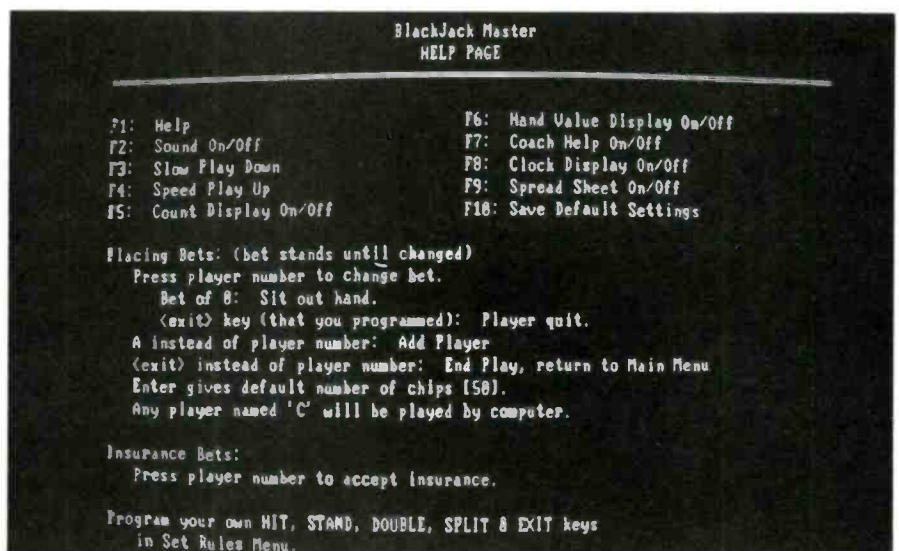 BlackJack Master
HELP PAGE
F1: Help
F2: Sound On/Off
F3: Slow Play Down
F4: Speed Play Up
F5: Count Display On/Off
F6: Hand Value Display On/Off
F7: Coach Help On/Off
F8: Clock Display On/Off
F9: Spread Sheet On/Off
F10: Save Default Settings
Placing Bets: (bet stands until changed)
Press player number to change bet.
Bet of 0: Sit out hand.
<exit> key (that you programmed): Player quit.
A instead of player number: Add Player
<exit> instead of player number: End Play, return to Main Menu
Enter gives default number of chips [50].
Any player named 'C' will be played by computer.
Insurance Bets:
Press player number to accept insurance.
Program your own HIT, STAND, DOUBLE, SPLIT & EXIT keys
in Set Rules Menu.